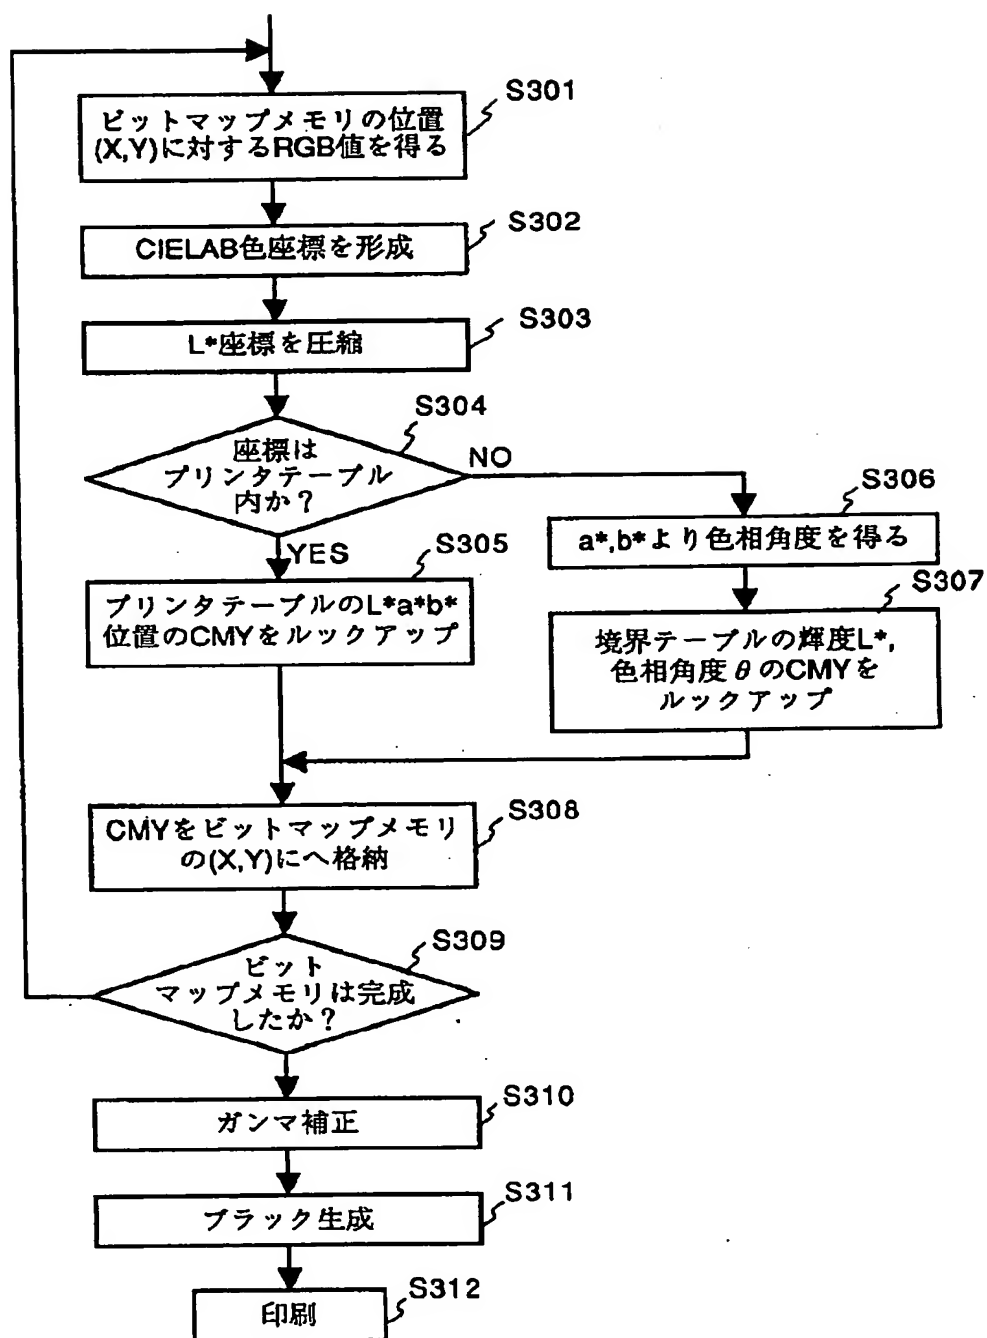 S301
ビットマップメモリの位置
(X,Y)に対するRGB値を得る
S302
CIELAB色座標を形成
S303
L*座標を圧縮
S304
座標は
プリンタテーブル
内か？
NO
YES
S305
プリンタテーブルのL*a*b*
位置のCMYをルックアップ
S306
a*,b*より色相角度を得る
S307
境界テーブルの輝度L*,
色相角度θのCMYを
ルックアップ
S308
CMYをビットマップメモリ
の(X,Y)にへ格納
S309
ビット
マップメモリは完成
したか？
S310
ガンマ補正
S311
ブラック生成
S312
印刷